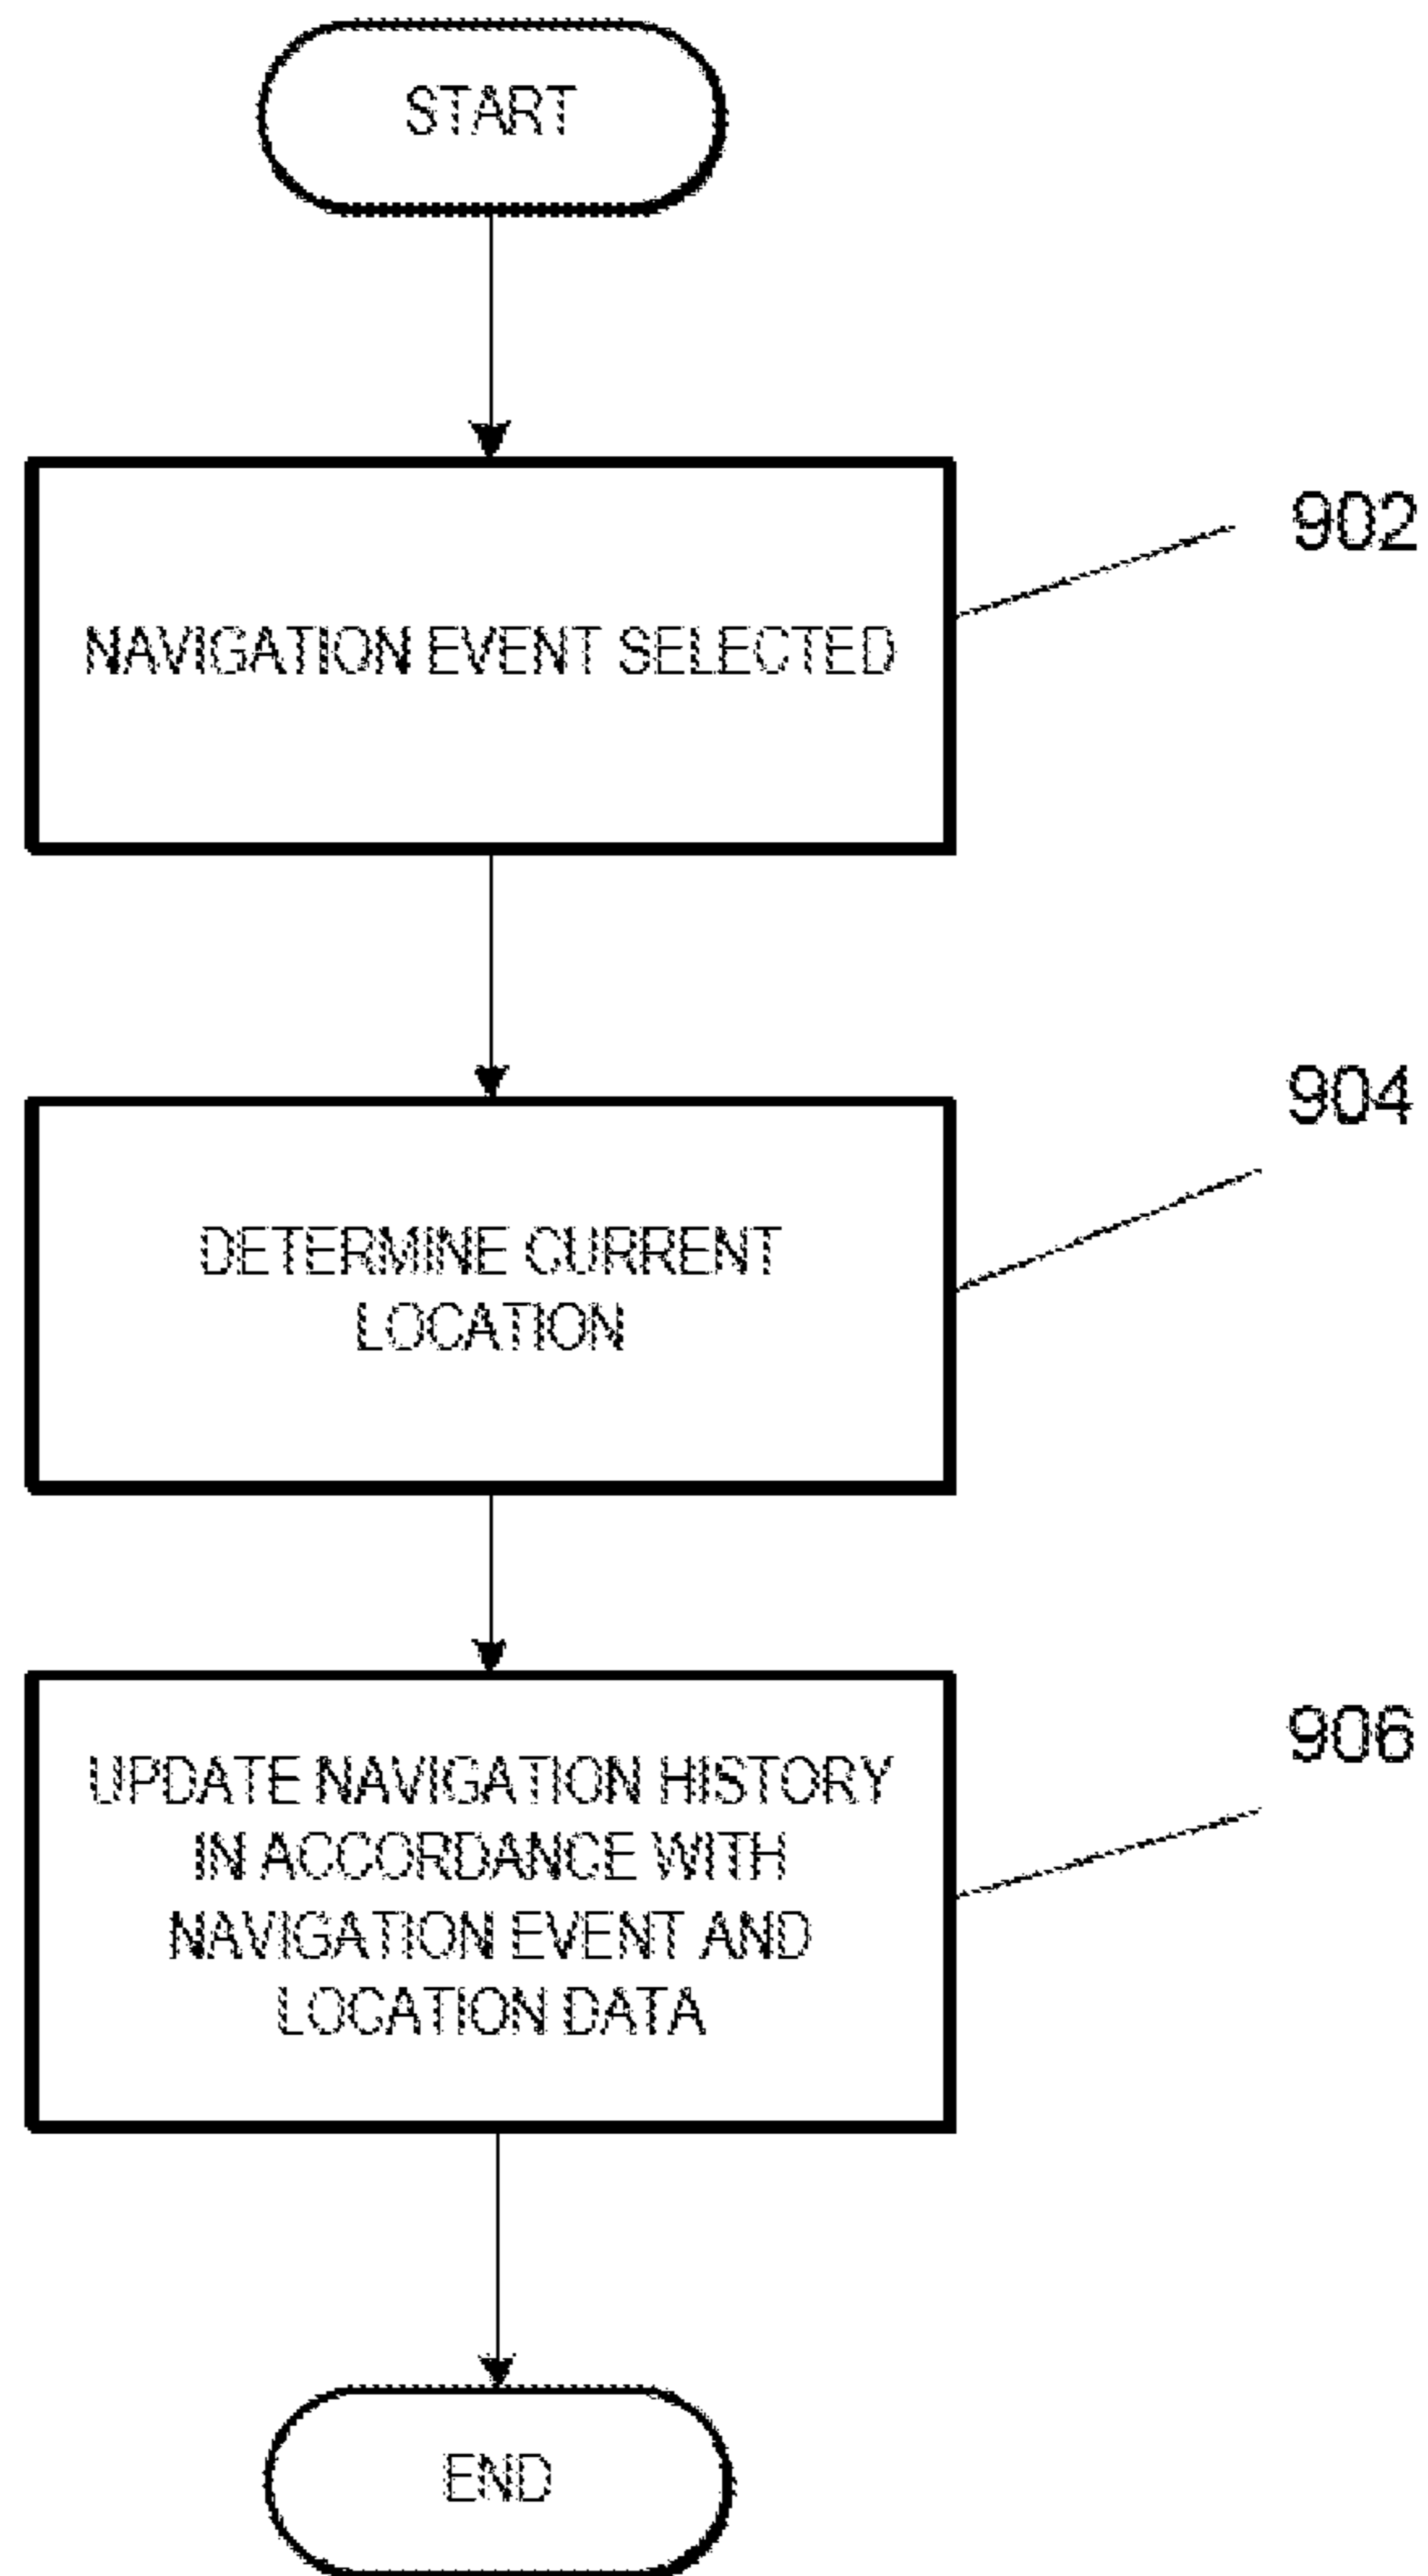 START
NAVIGATION EVENT SELECTED
902
DETERMINE CURRENT
LOCATION
904
UPDATE NAVIGATION HISTORY
IN ACCORDANCE WITH
NAVIGATION EVENT AND
LOCATION DATA
906
END